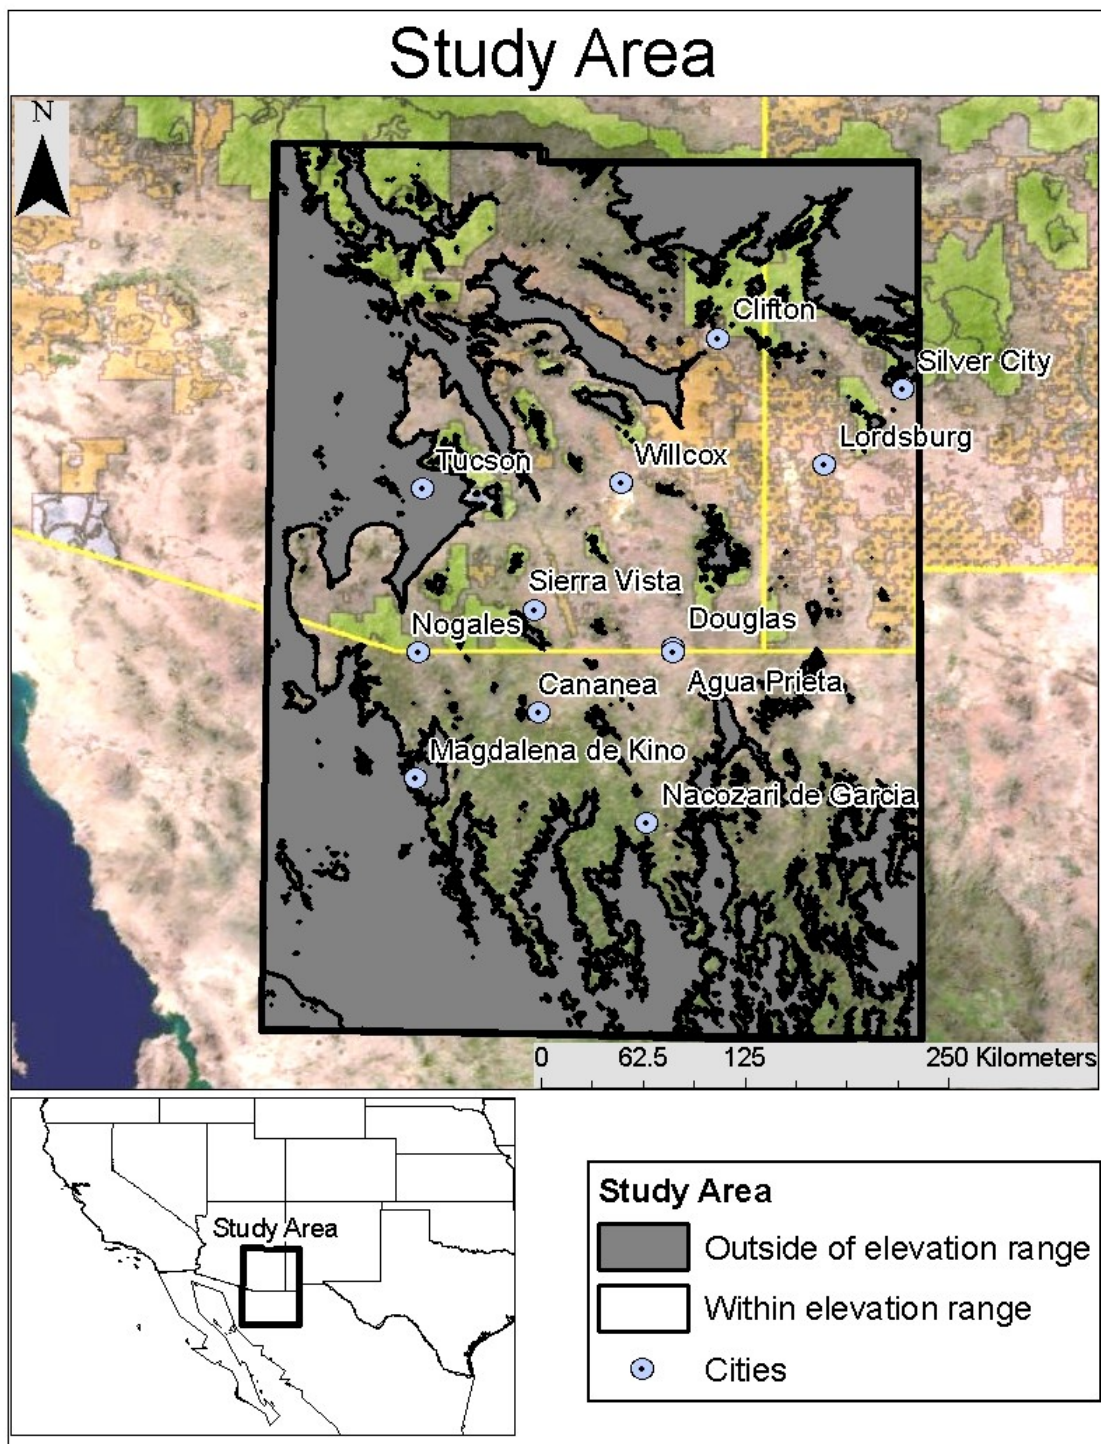 Study Area
N
Clifton
Silver City
Lordsburg
Willcox
Tucson
Sierra Vista
Nogales
Douglas
Cananea
Agua Prieta
Magdalena de Kino
Nacozari de Garcia
0 62.5 125 250 Kilometers
Study Area
Study Area
Outside of elevation range
Within elevation range
Cities